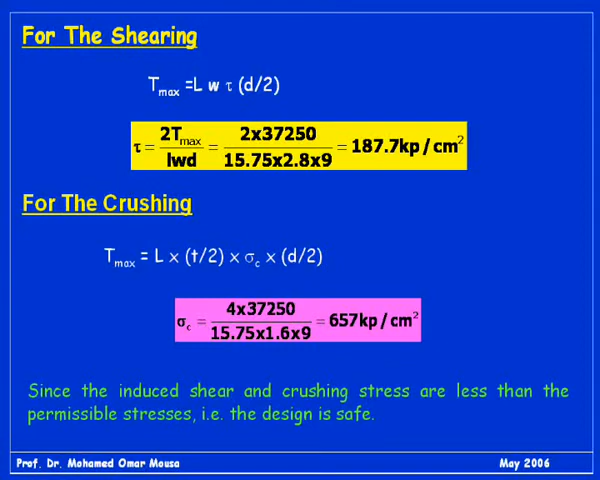 For The Shearing
Tmax =L w τ (d/2)
τ = 2Tmax / lwd = 2x37250 / 15.75x2.8x9 = 187.7kp / cm²
For The Crushing
Tmax = L x (t/2) x σc x (d/2)
σc = 4x37250 / 15.75x1.6x9 = 657kp / cm²
Since the induced shear and crushing stress are less than the
permissible stresses, i.e. the design is safe.
Prof. Dr. Mohamed Omar Mousa May 2006